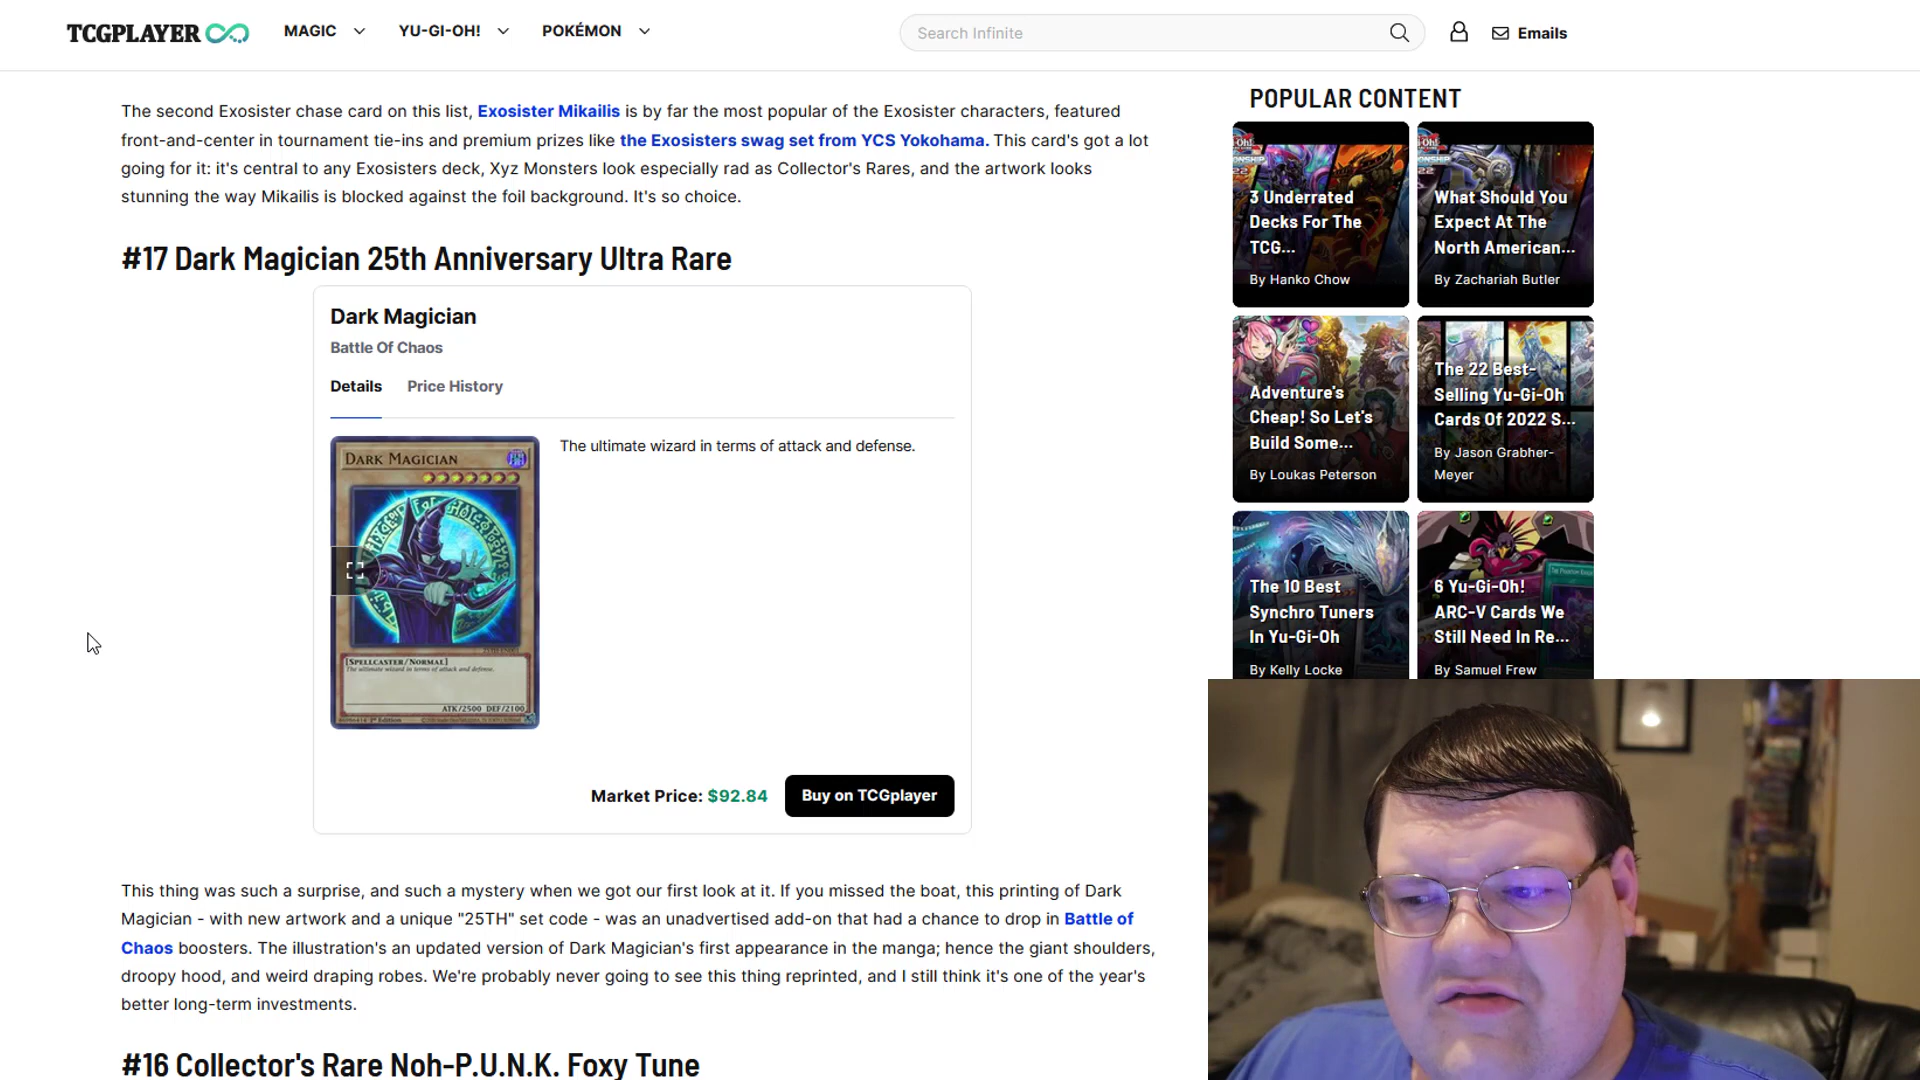 TCGPLAYER
MAGIC
YU-GI-OH!
POKÉMON
Search Infinite
Emails
The second Exosister chase card on this list, Exosister Mikailis is by far the most popular of the Exosister characters, featured
front-and-center in tournament tie-ins and premium prizes like the Exosisters swag set from YCS Yokohama. This card's got a lot
going for it: it's central to any Exosisters deck, Xyz Monsters look especially rad as Collector's Rares, and the artwork looks
stunning the way Mikailis is blocked against the foil background. It's so choice.
#17 Dark Magician 25th Anniversary Ultra Rare
Dark Magician
Battle Of Chaos
Details
Price History
DARK MAGICIAN
[SPELLCASTER/NORMAL]
The ultimate wizard in terms of attack and defense.
ATK/2500 DEF/2100
1st Edition
The ultimate wizard in terms of attack and defense.
Market Price: $92.84
Buy on TCGplayer
This thing was such a surprise, and such a mystery when we got our first look at it. If you missed the boat, this printing of Dark
Magician - with new artwork and a unique "25TH" set code - was an unadvertised add-on that had a chance to drop in Battle of
Chaos boosters. The illustration's an updated version of Dark Magician's first appearance in the manga; hence the giant shoulders,
droopy hood, and weird draping robes. We're probably never going to see this thing reprinted, and I still think it's one of the year's
better long-term investments.
#16 Collector's Rare Noh-P.U.N.K. Foxy Tune
POPULAR CONTENT
3 Underrated
Decks For The
TCG...
By Hanko Chow
What Should You
Expect At The
North American...
By Zachariah Butler
Adventure's
Cheap! So Let's
Build Some...
By Loukas Peterson
The 22 Best-
Selling Yu-Gi-Oh
Cards Of 2022 S...
By Jason Grabher-
Meyer
The 10 Best
Synchro Tuners
In Yu-Gi-Oh
By Kelly Locke
6 Yu-Gi-Oh!
ARC-V Cards We
Still Need In Re...
By Samuel Frew